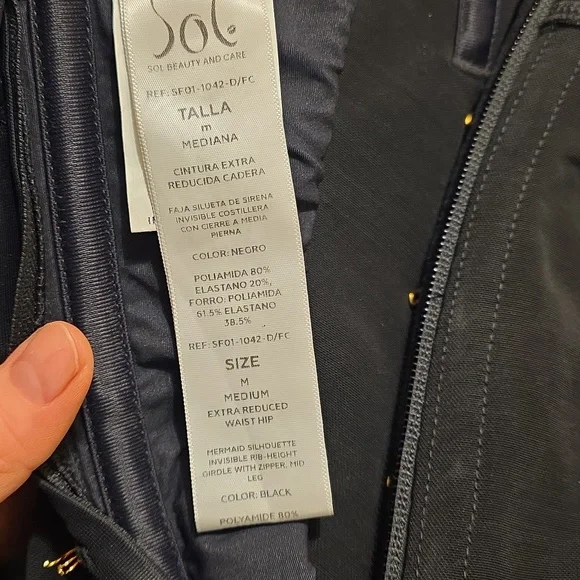 Sol.
SOL BEAUTY AND CARE
REF: SF01-1042-D/FC
TALLA
m
MEDIANA
CINTURA EXTRA
REDUCIDA CADERA
FAJA SILUETA DE SIRENA
INVISIBLE COSTILLERA
CON CIERRE A MEDIA
PIERNA
COLOR: NEGRO
POLIAMIDA 80%
ELASTANO 20%,
FORRO: POLIAMIDA
61.5% ELASTANO
38.5%
REF: SF01-1042-D/FC
SIZE
M
MEDIUM
EXTRA REDUCED
WAIST HIP
MERMAID SILHOUETTE
INVISIBLE RIB-HEIGHT
GIRDLE WITH ZIPPER, MID
LEG
COLOR: BLACK
POLYAMIDE 80%